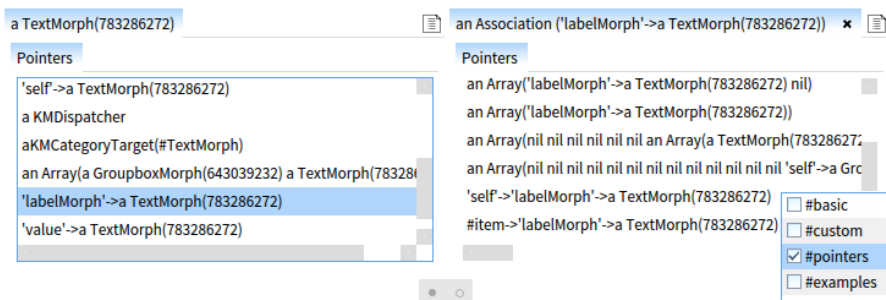 a TextMorph(783286272)
Pointers
'self'->a TextMorph(783286272)
a KMDispatcher
aKMCategoryTarget(#TextMorph)
an Array(a GroupboxMorph(643039232) a TextMorph(78328
'labelMorph'->a TextMorph(783286272)
'value'->a TextMorph(783286272)
an Association ('labelMorph'->a TextMorph(783286272))
Pointers
an Array('labelMorph'->a TextMorph(783286272) nil)
an Array('labelMorph'->a TextMorph(783286272))
an Array(nil nil nil nil nil nil an Array(a TextMorph(78328627
an Array(nil nil nil nil nil nil nil nil nil nil nil nil nil 'self'->a Gro
'self'->'labelMorph'->a TextMorph(783286272)
#item->'labelMorph'->a TextMorph(783286272)
#basic
#custom
#pointers
#examples